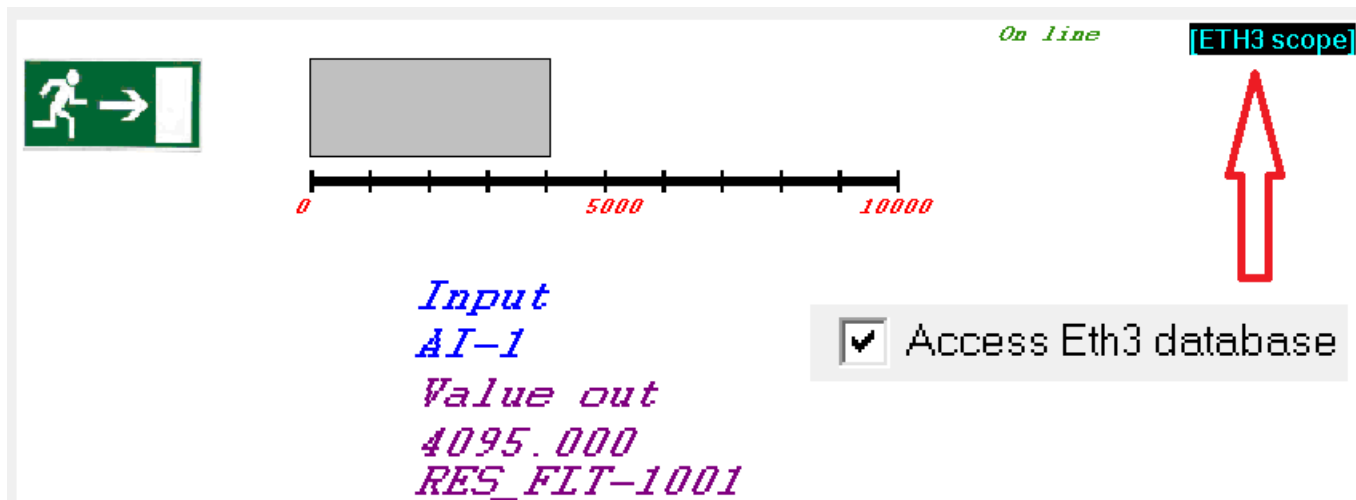 On line
[ETH3 scope]
0 5000 10000
Input
AI-1
Value out
4095.000
RES_FIT-1001
Access Eth3 database